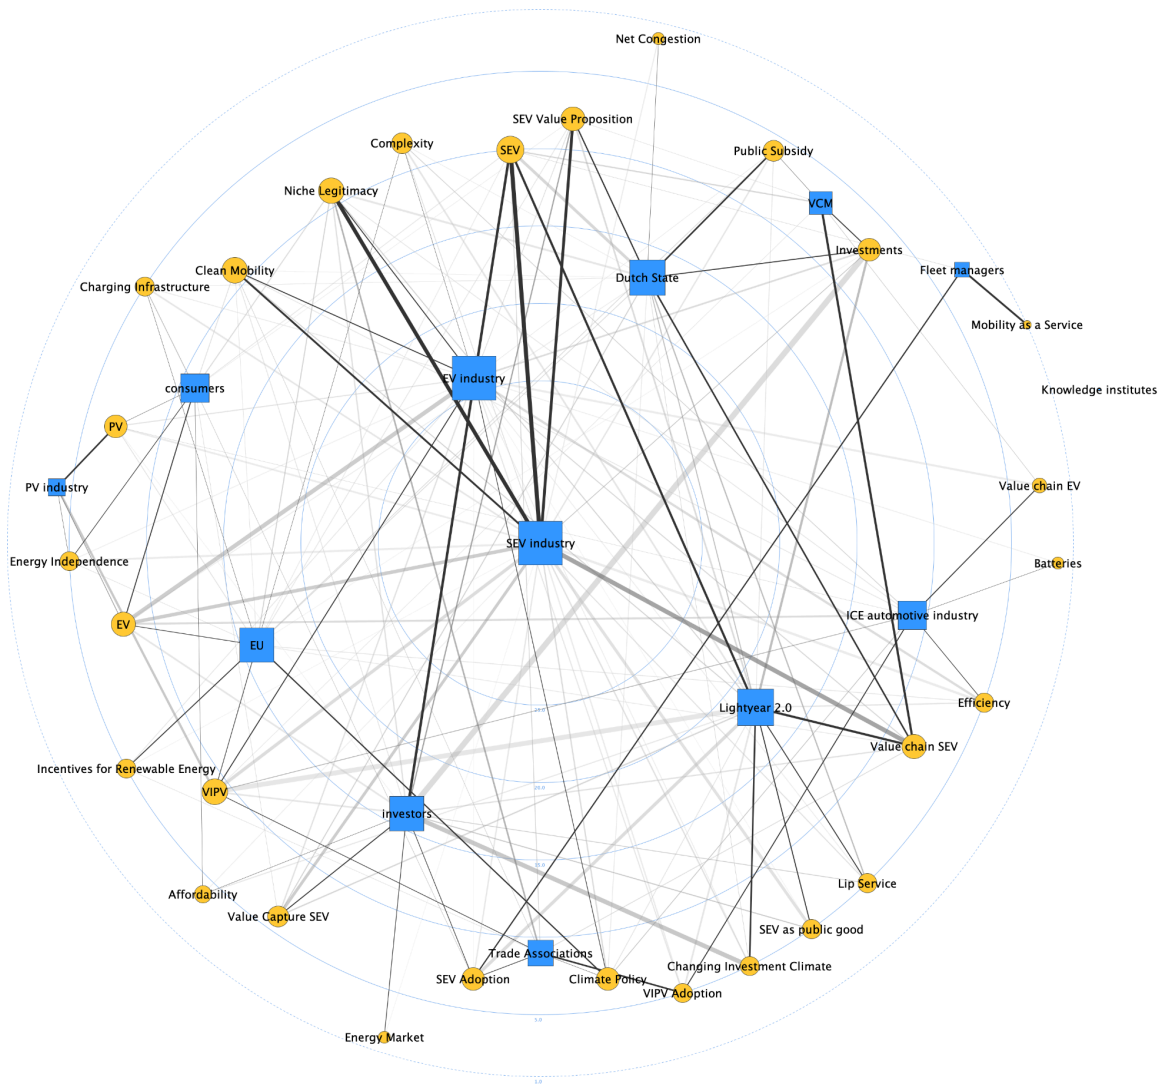 Net Congestion
SEV Value Proposition
Complexity
SEV
Public Subsidy
Niche Legitimacy
VCM
Investments
Clean Mobility
Fleet managers
Dutch State
Charging Infrastructure
Mobility as a Service
EV industry
consumers
Knowledge institutes
PV
PV industry
Value chain EV
SEV industry
Energy Independence
Batteries
ICE automotive industry
EV
EU
Efficiency
Lightyear 2.0
Value chain SEV
Incentives for Renewable Energy
VIPV
investors
Lip Service
Affordability
Value Capture SEV
SEV as public good
Trade Associations
Changing Investment Climate
SEV Adoption
Climate Policy
VIPV Adoption
5.0
Energy Market